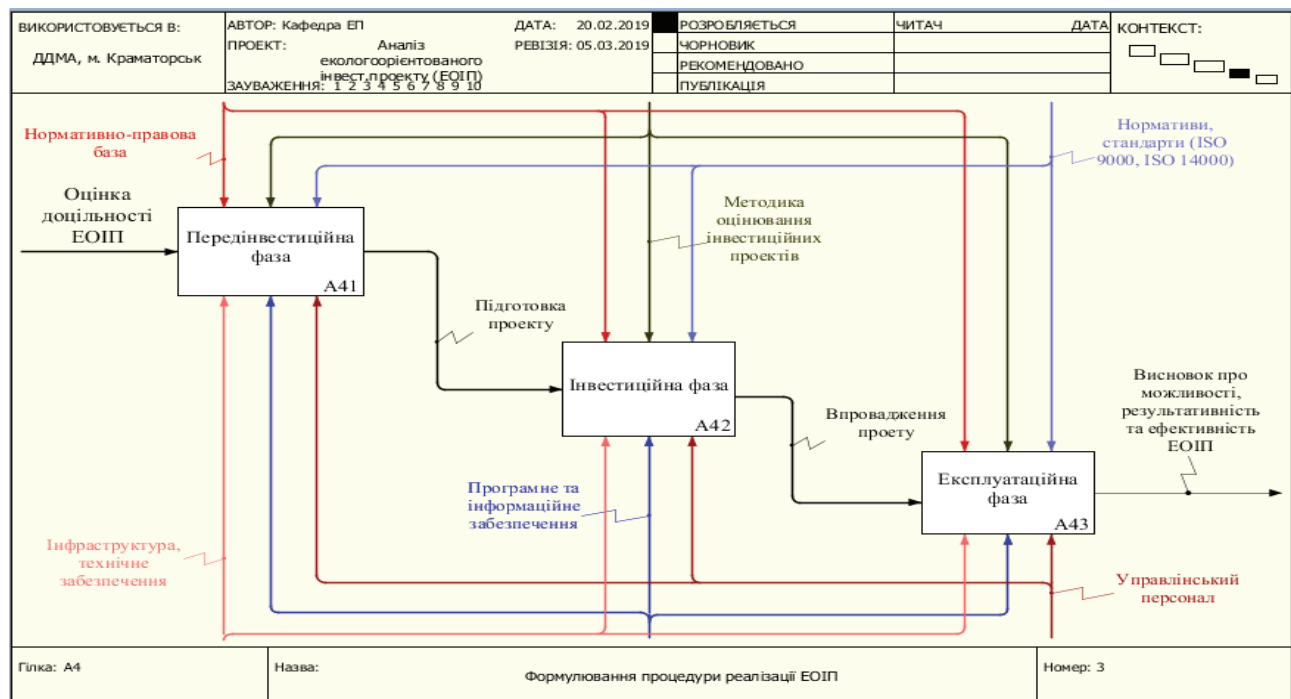 ВИКОРИСТОВУЄТЬСЯ В:
ДДМА, м. Краматорськ
АВТОР: Кафедра ЕП
ДАТА: 20.02.2019
ПРОЕКТ: Аналіз
екологоорієнтованого
інвест.проекту (ЕОІП)
РЕВІЗІЯ: 05.03.2019
ЗАУВАЖЕННЯ: 1 2 3 4 5 6 7 8 9 10
РОЗРОБЛЯЄТЬСЯ
ЧОРНОВИК
РЕКОМЕНДОВАНО
ПУБЛІКАЦІЯ
ЧИТАЧ
ДАТА
КОНТЕКСТ:
Нормативно-правова
база
Нормативи,
стандарти (ISO
9000, ISO 14000)
Оцінка
доцільності
ЕОІП
Методика
оцінювання
інвестиційних
проектів
Передінвестиційна
фаза
A41
Підготовка
проекту
Інвестиційна фаза
A42
Впровадження
проету
Висновок про
можливості,
результативність
та ефективність
ЕОІП
Експлуатаційна
фаза
A43
Програмне та
інформаційне
забезпечення
Інфраструктура,
технічне
забезпечення
Управлінський
персонал
Гілка: A4
Назва:
Формулювання процедури реалізації ЕОІП
Номер: 3